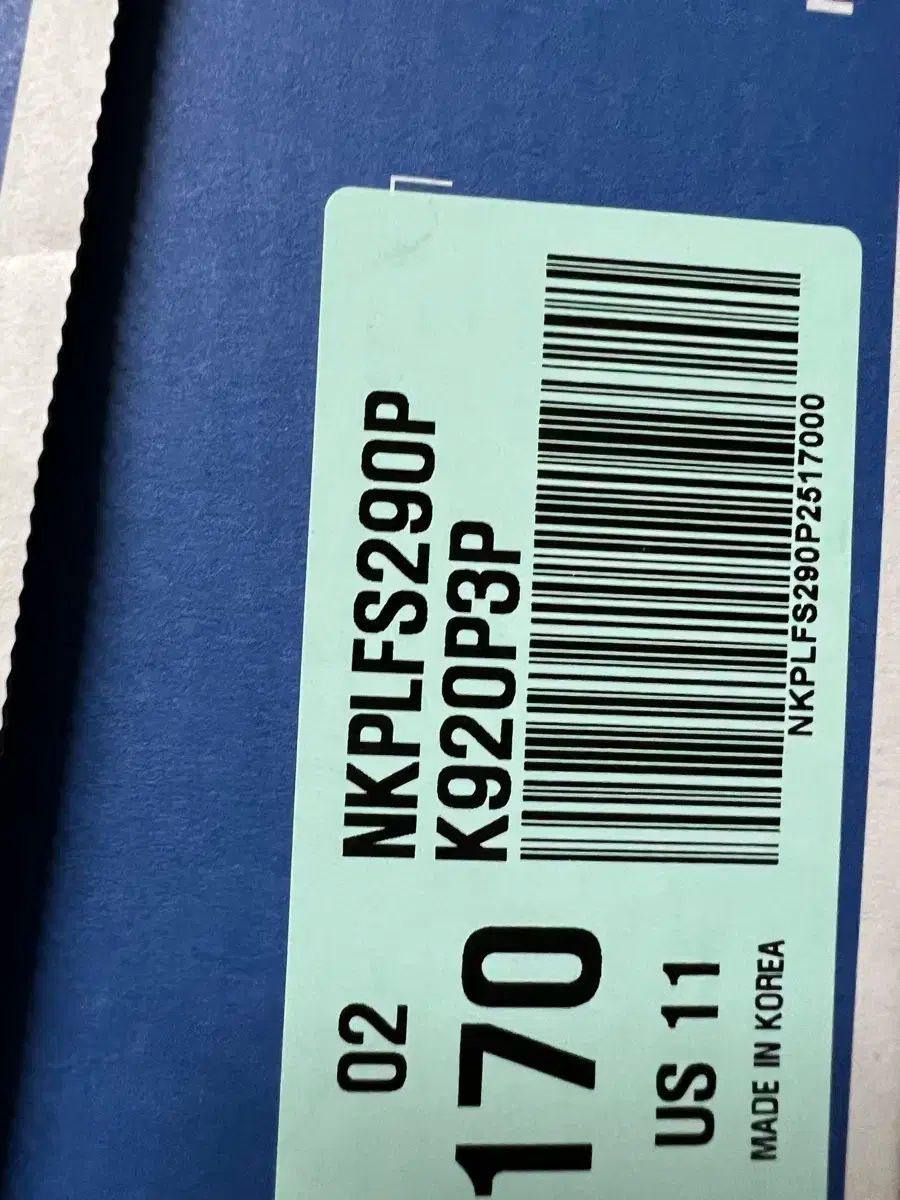 02 NKPLFS290P
170 K920P3P
US 11
MADE IN KOREA
NKPLFS290P2517000